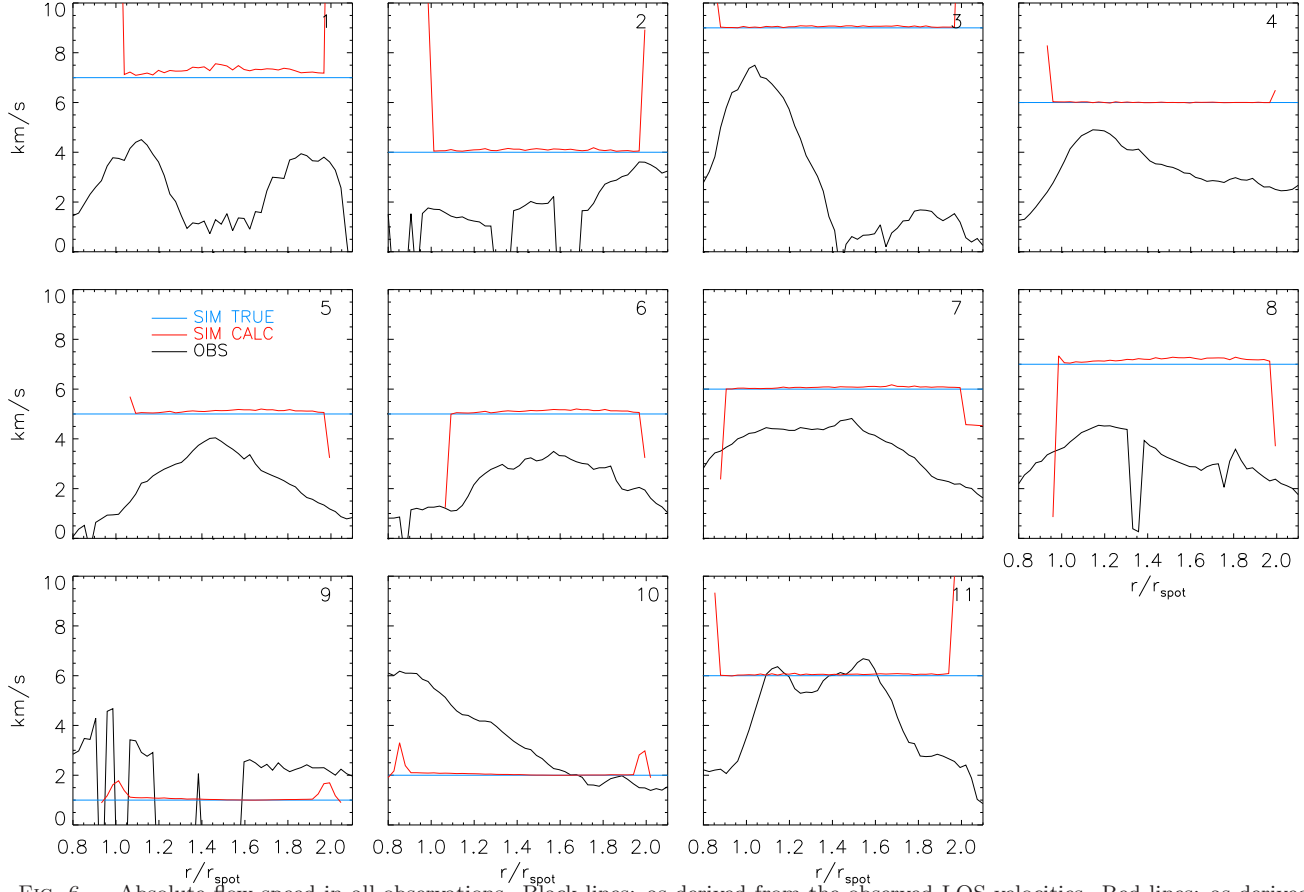 10
8
6
4
2
0
km/s
1
2
3
4
10
8
6
4
2
0
km/s
SIM TRUE
SIM CALC
OBS
5
6
7
8
0.8 1.0 1.2 1.4 1.6 1.8 2.0
r/rspot
10
8
6
4
2
0
km/s
9
10
11
0.8 1.0 1.2 1.4 1.6 1.8 2.0
r/rspot
0.8 1.0 1.2 1.4 1.6 1.8 2.0
r/rspot
0.8 1.0 1.2 1.4 1.6 1.8 2.0
r/rspot
Fig. 6.— Absolute flow speed in all observations. Black lines: as derived from the observed LOS velocities. Red lines: as